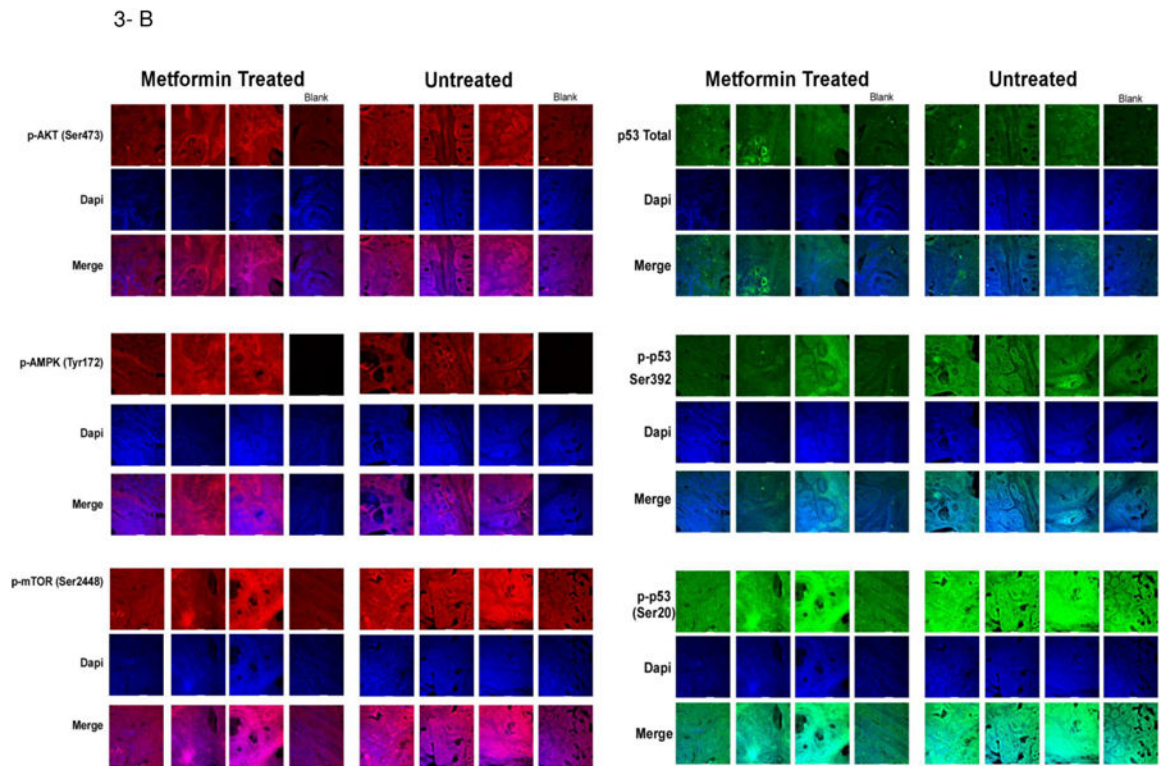 3- B
Metformin Treated
Untreated
Blank
Blank
p-AKT (Ser473)
Dapi
Merge
p-AMPK (Tyr172)
Dapi
Merge
p-mTOR (Ser2448)
Dapi
Merge
Metformin Treated
Untreated
Blank
Blank
p53 Total
Dapi
Merge
p-p53
Ser392
Dapi
Merge
p-p53
(Ser20)
Dapi
Merge